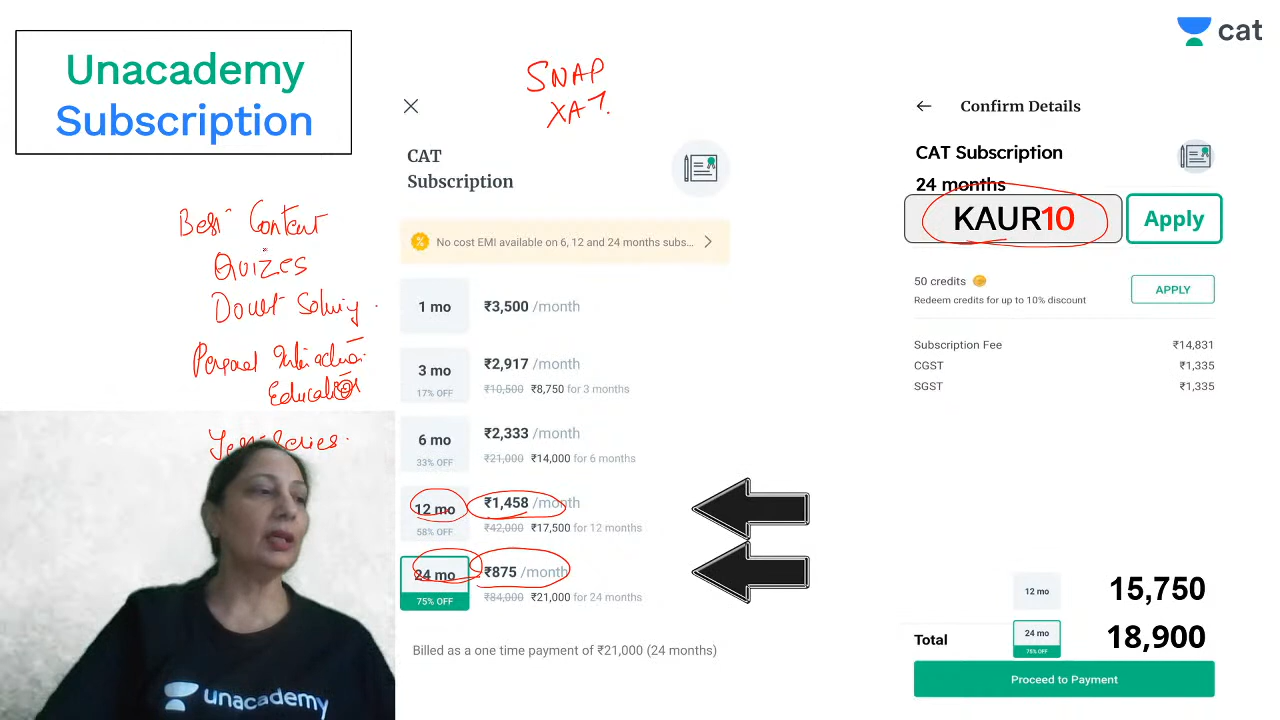 Unacademy
Subscription
cat
SNAP
XAT.
Best Content
Quizes
Doubt Solving.
Personal Interaction
Series.
CAT
Subscription
No cost EMI available on 6, 12 and 24 months subs...
1 mo
₹3,500 /month
3 mo
17% OFF
₹2,917 /month
₹10,500 ₹8,750 for 3 months
6 mo
33% OFF
₹2,333 /month
₹21,000 ₹14,000 for 6 months
12 mo
58% OFF
₹1,458 /month
₹42,000 ₹17,500 for 12 months
24 mo
75% OFF
₹875 /month
₹84,000 ₹21,000 for 24 months
Billed as a one time payment of ₹21,000 (24 months)
Confirm Details
CAT Subscription
24 months
KAUR10
Apply
50 credits
Redeem credits for up to 10% discount
APPLY
Subscription Fee ₹14,831
CGST ₹1,335
SGST ₹1,335
12 mo 15,750
Total 24 mo 18,900
75% OFF
Proceed to Payment
unacademy